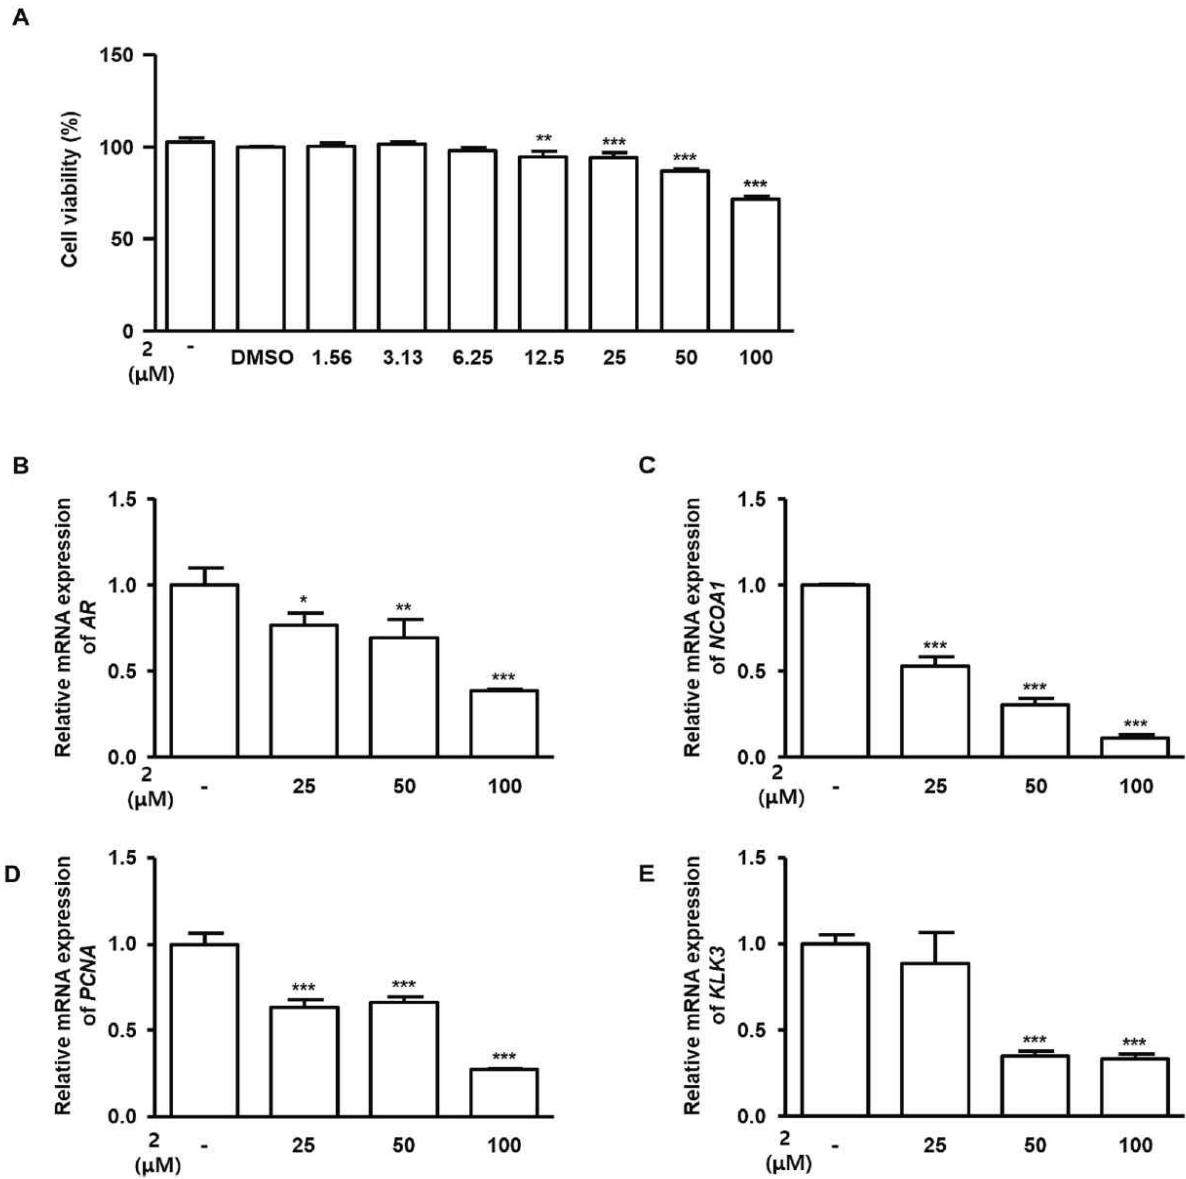 A
150
100
50
0
Cell viability (%)
** *** *** ***
2 (µM)
- DMSO 1.56 3.13 6.25 12.5 25 50 100
B
1.5
1.0
0.5
0.0
Relative mRNA expression
of AR
* ** ***
2 (µM)
- 25 50 100
C
1.5
1.0
0.5
0.0
Relative mRNA expression
of NCOA1
*** *** ***
2 (µM)
- 25 50 100
D
1.5
1.0
0.5
0.0
Relative mRNA expression
of PCNA
*** *** ***
2 (µM)
- 25 50 100
E
1.5
1.0
0.5
0.0
Relative mRNA expression
of KLK3
*** ***
2 (µM)
- 25 50 100